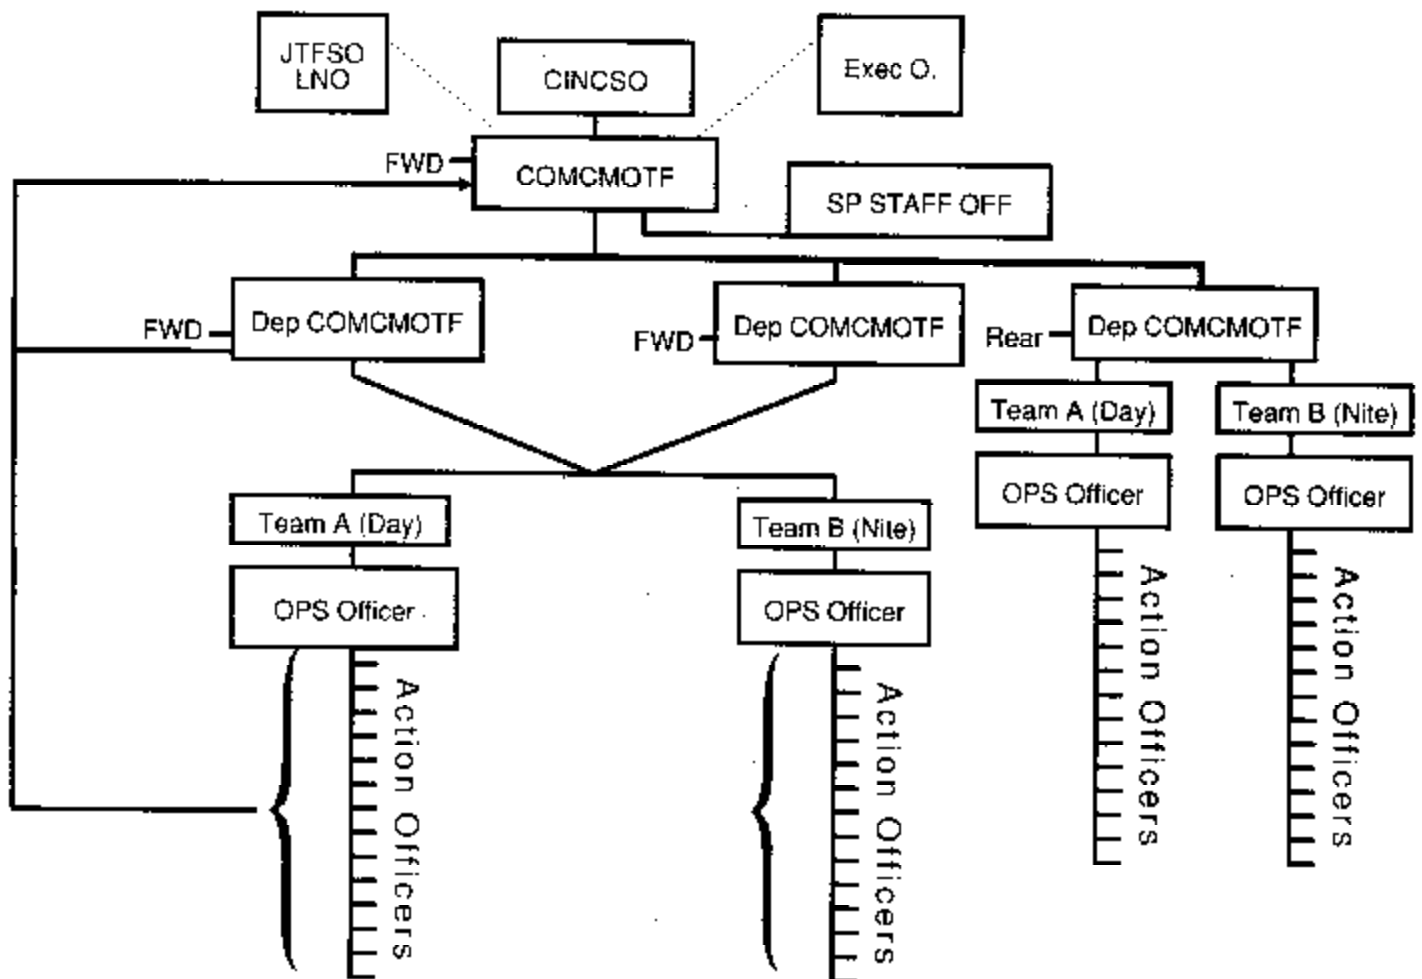 JTFSO
LNO
CINCSO
Exec O.
FWD
COMCMOTF
SP STAFF OFF
FWD
Dep COMCMOTF
FWD
Dep COMCMOTF
Rear
Dep COMCMOTF
Team A (Day)
Team B (Nite)
OPS Officer
OPS Officer
Team A (Day)
Team B (Nite)
OPS Officer
OPS Officer
Action Officers
Action Officers
Action Officers
Action Officers